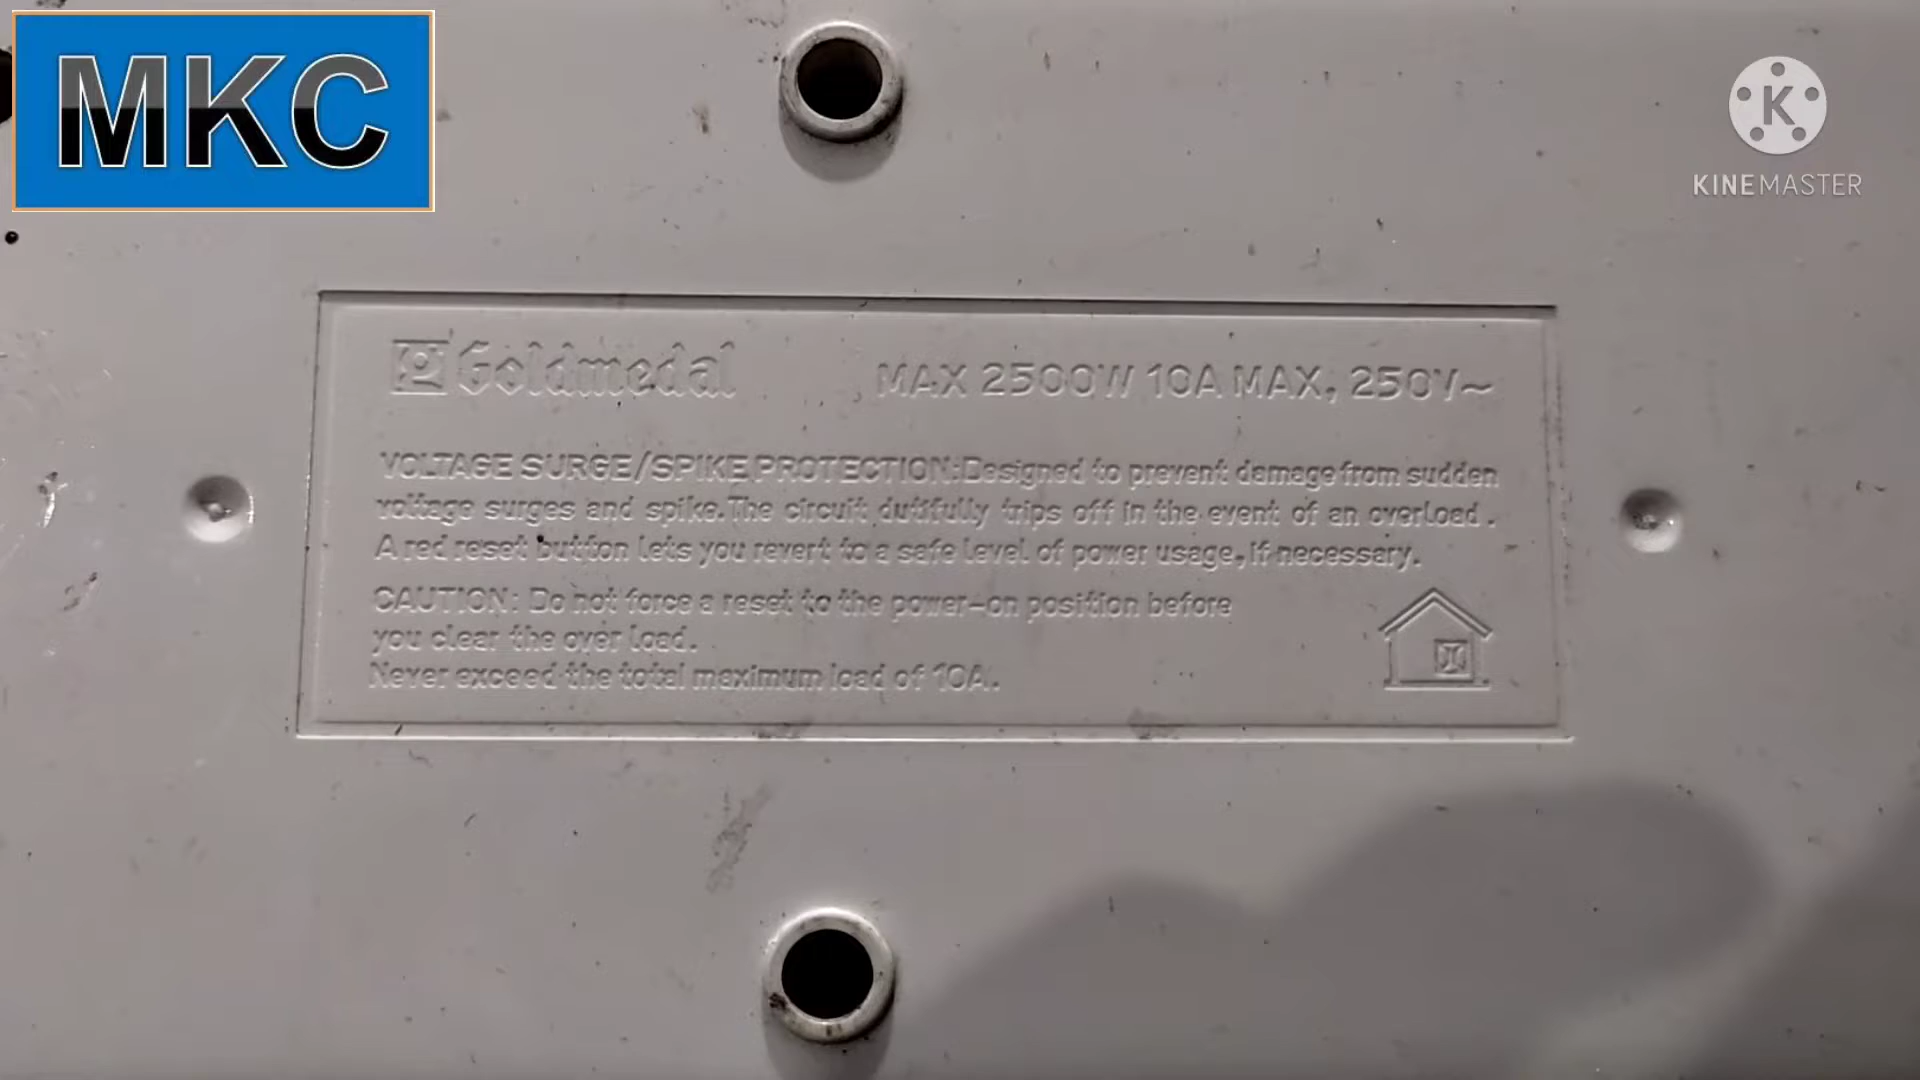 MKC
K
KINEMASTER
Goldmedal MAX 2500W 10A MAX, 250V~
VOLTAGE SURGE/SPIKE PROTECTION:Designed to prevent damage from sudden
voltage surges and spike.The circuit dutifully trips off in the event of an overload.
A red reset button lets you revert to a safe level of power usage, if necessary.
CAUTION: Do not force a reset to the power-on position before
you clear the over load.
Never exceed the total maximum load of 10A.